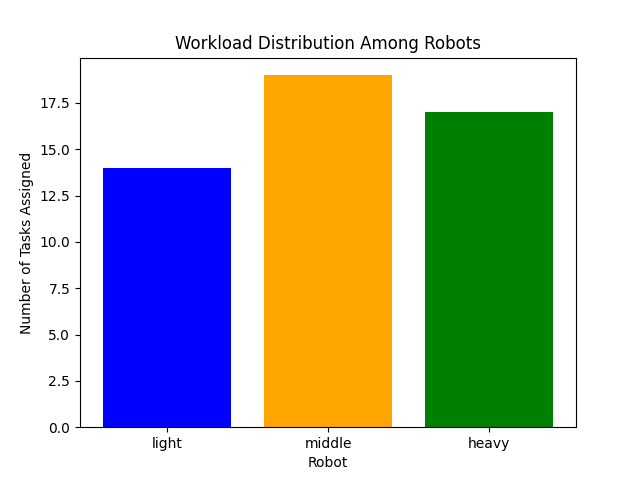 Workload Distribution Among Robots
Number of Tasks Assigned
17.5
15.0
12.5
10.0
7.5
5.0
2.5
0.0
light middle heavy
Robot